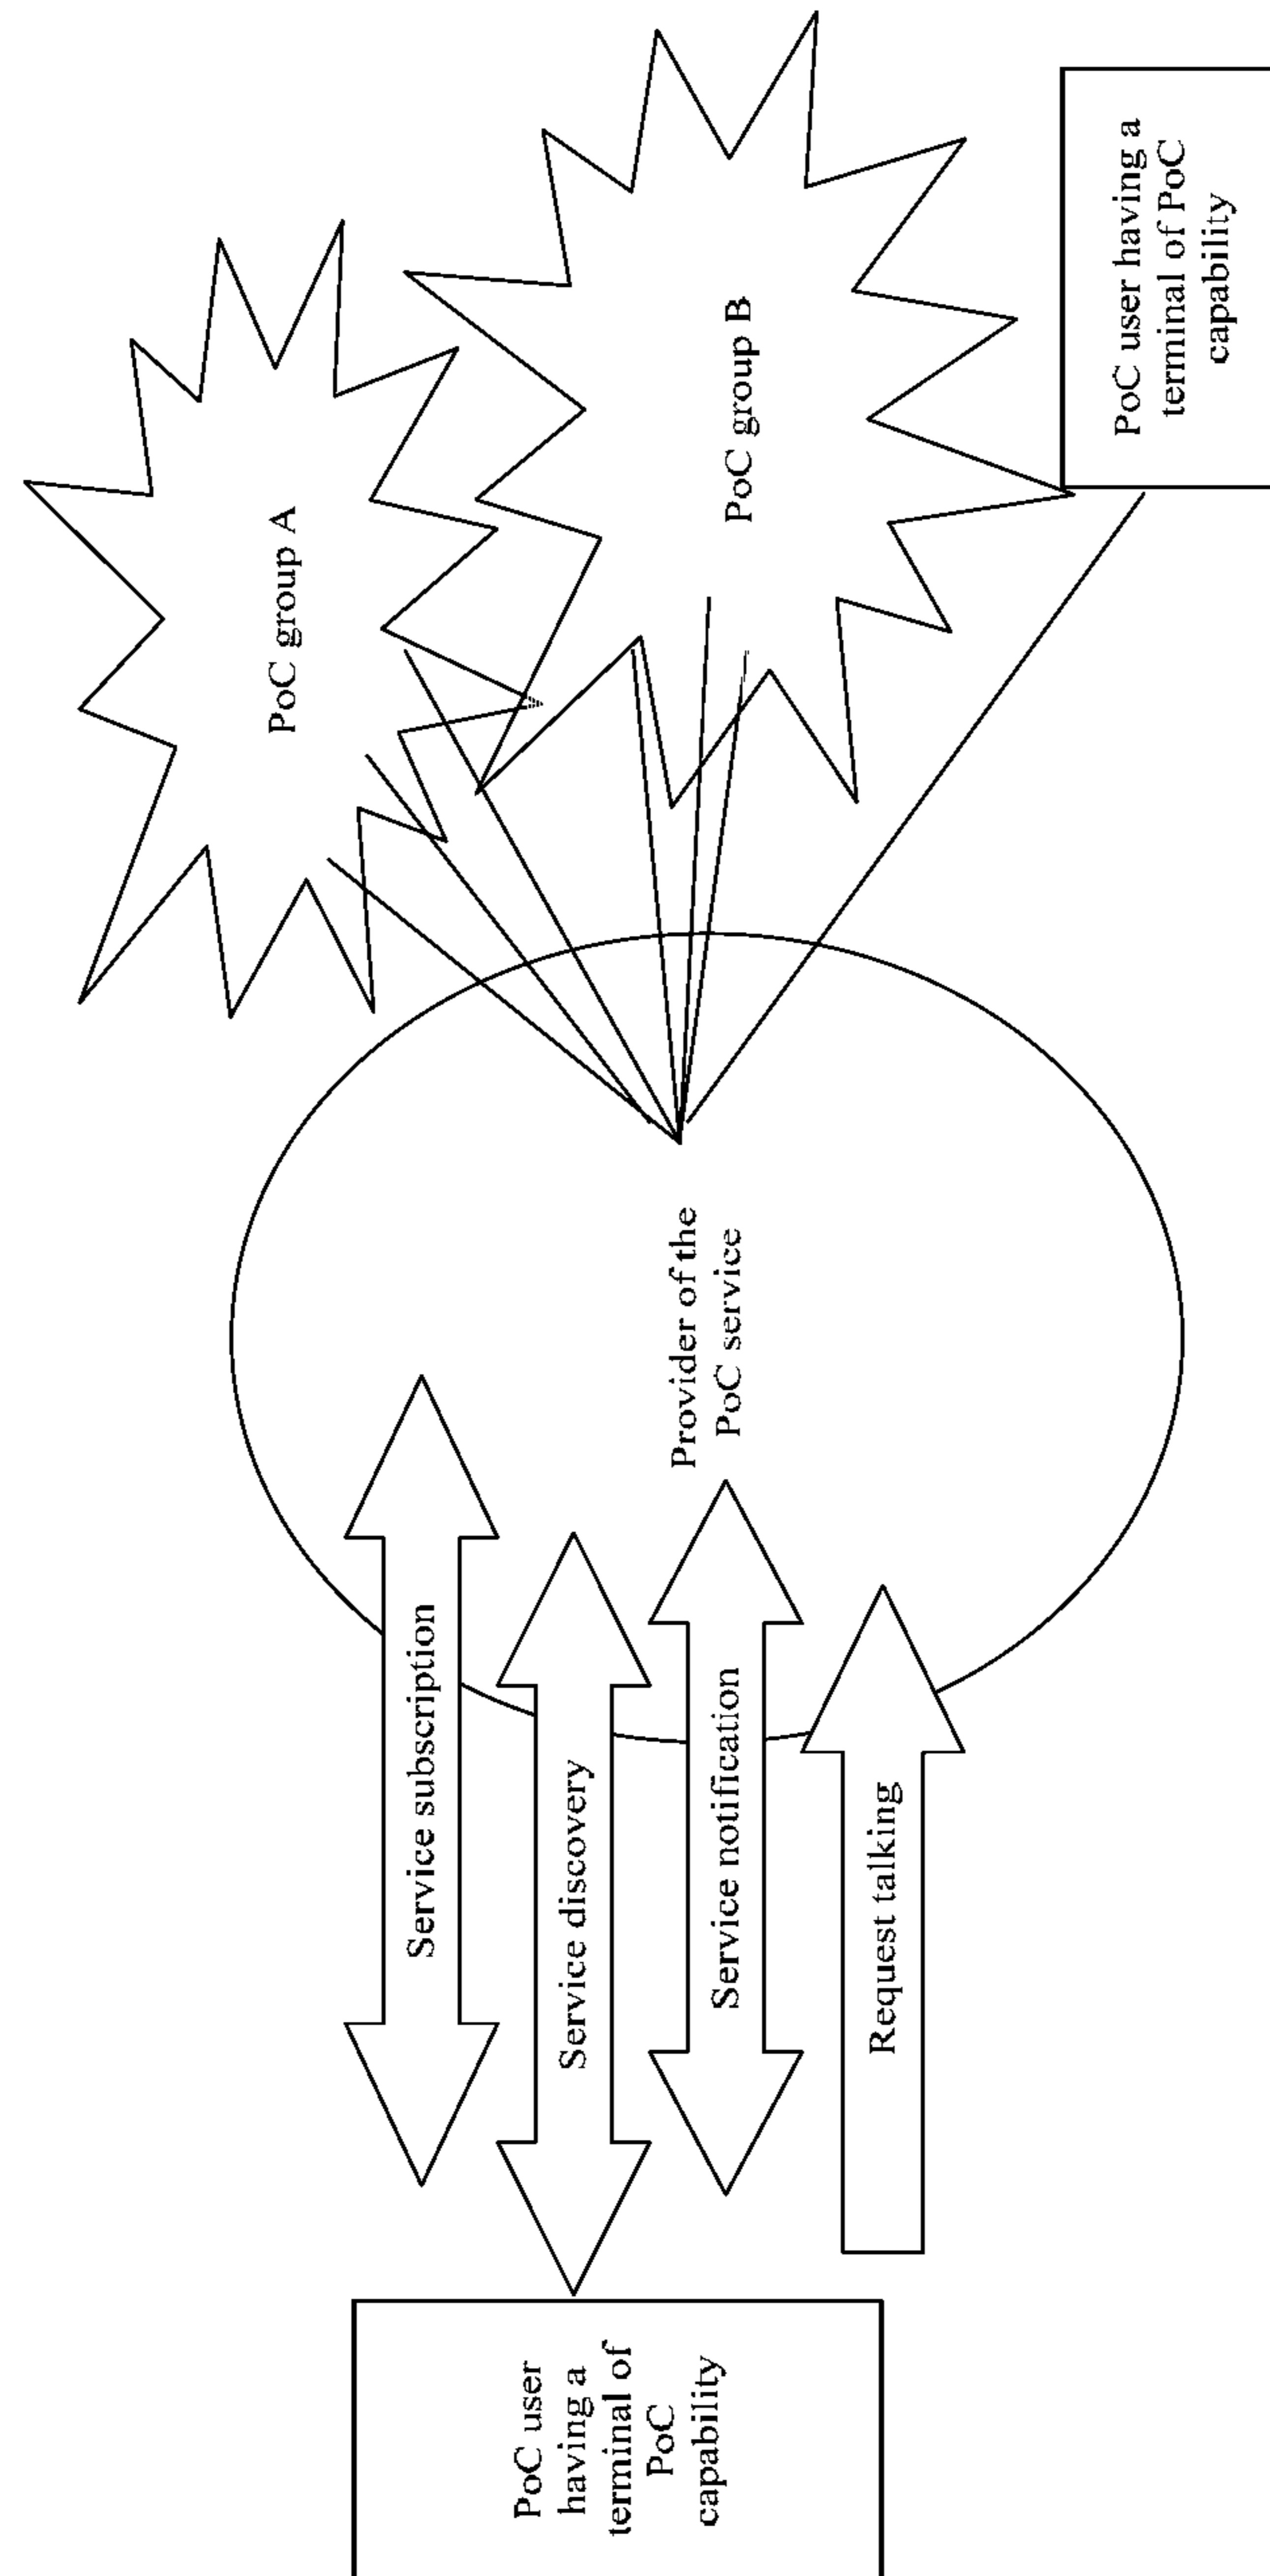 PoC user
having a
terminal of
PoC
capability
Service subscription
Service discovery
Service notification
Request talking
Provider of the
PoC service
PoC group A
PoC group B
PoC user having a
terminal of PoC
capability